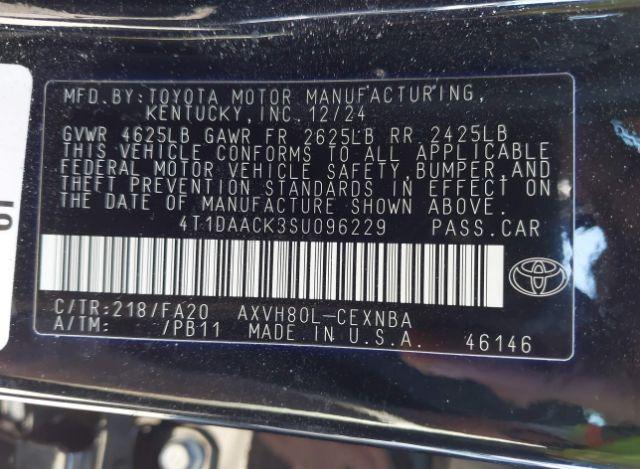 MFD.BY:TOYOTA MOTOR MANUFACTURING,
KENTUCKY,INC.12/24
GVWR 4625LB GAWR FR 2625LB RR 2425LB
THIS VEHICLE CONFORMS TO ALL APPLICABLE
FEDERAL MOTOR VEHICLE SAFETY,BUMPER,AND
THEFT PREVENTION STANDARDS IN EFFECT ON
THE DATE OF MANUFACTURE SHOWN ABOVE.
4T1DAACK3SU096229 PASS.CAR
C/TR:218/FA20 AXVH80L-CEXNBA
A/TM: /PB11 MADE IN U.S.A. 46146